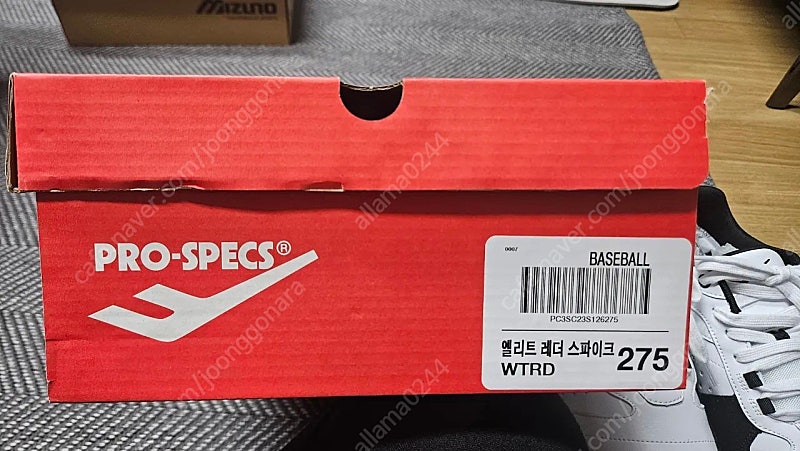 MIZUNO
PRO-SPECS®
0007
BASEBALL
PC3SC23S126275
엘리트 레더 스파이크 275
WTRD
cafe.naver.com/joonggonara
allama0244